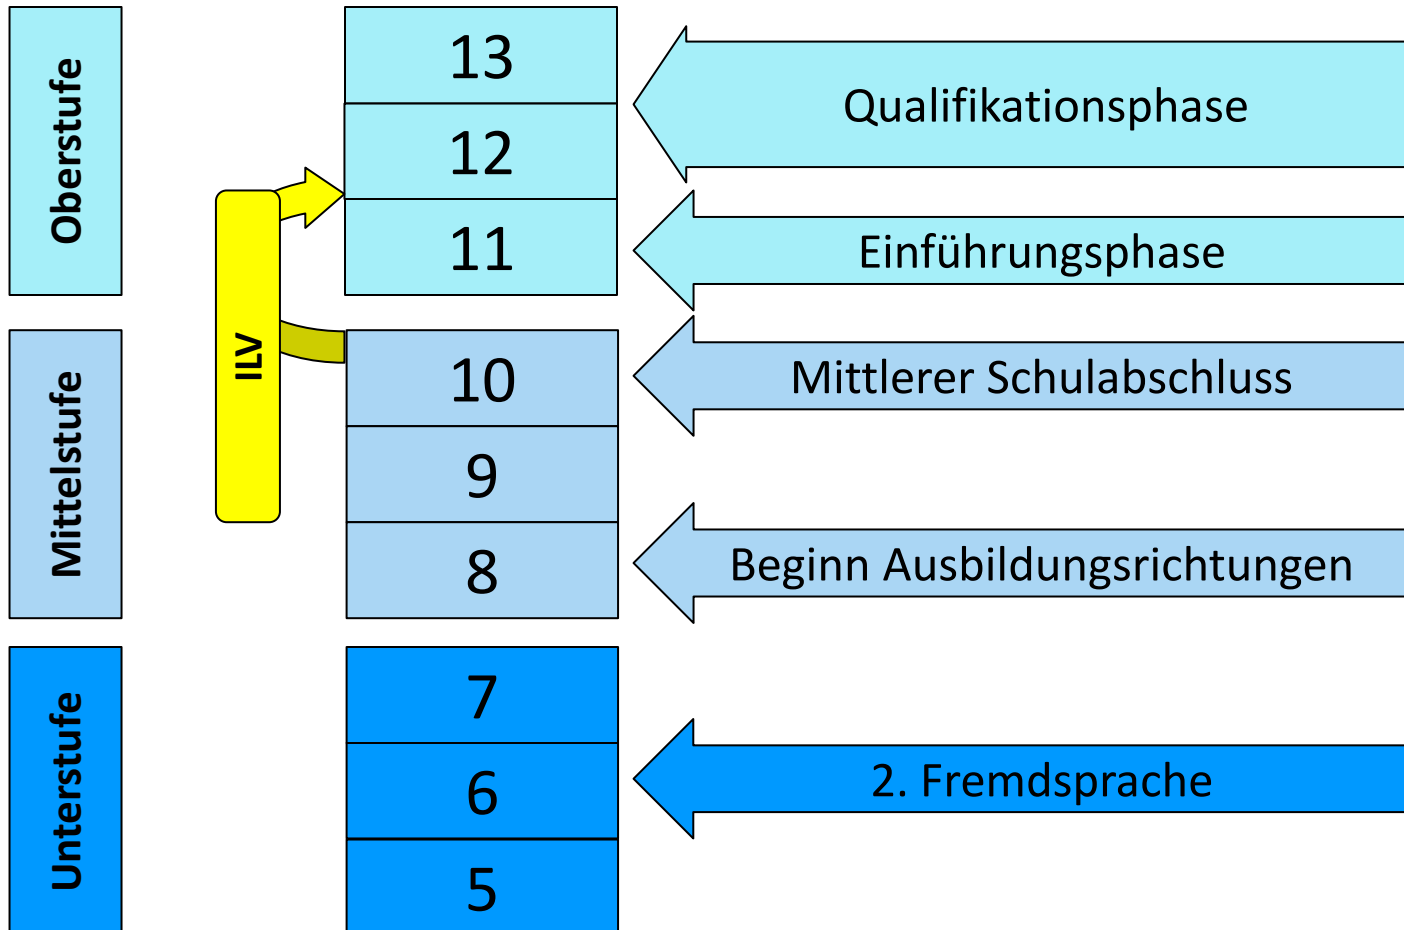 Oberstufe
13
12
11
Qualifikationsphase
Einführungsphase
ILV
Mittelstufe
10
9
8
Mittlerer Schulabschluss
Beginn Ausbildungsrichtungen
Unterstufe
7
6
5
2. Fremdsprache